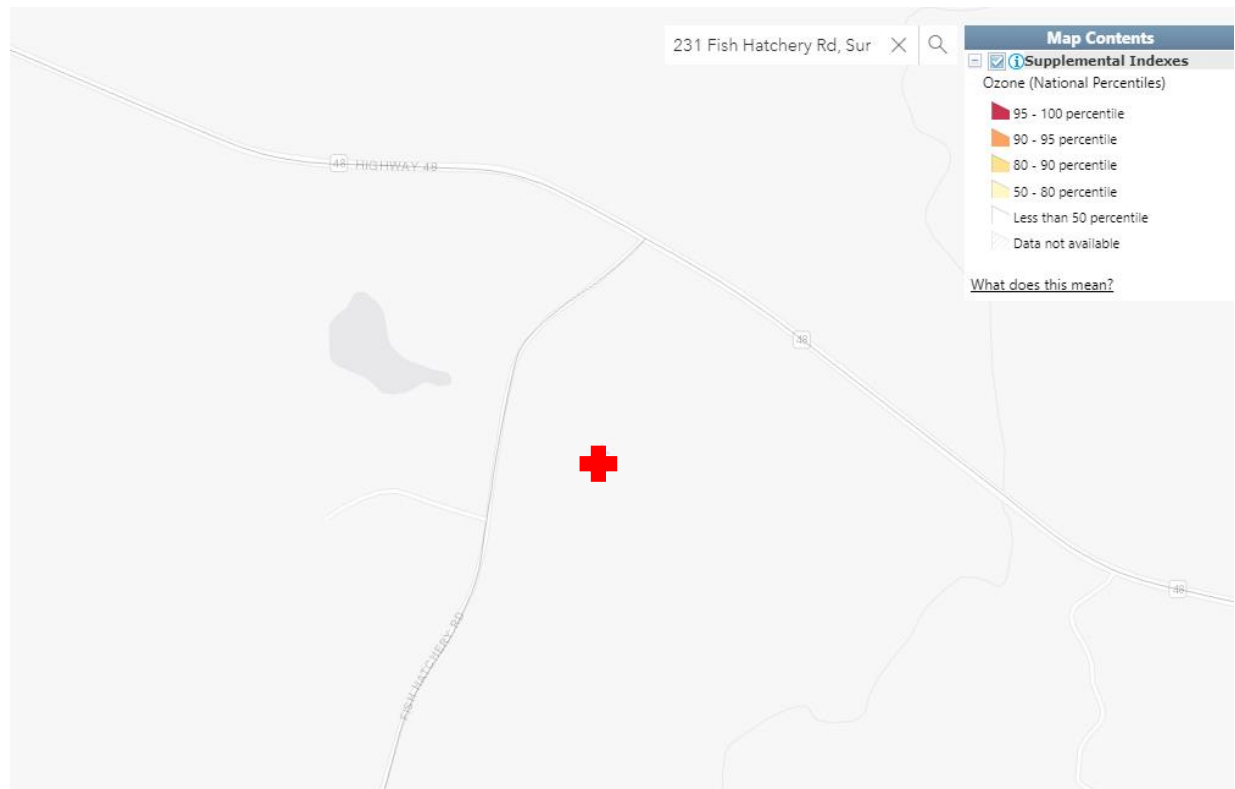 231 Fish Hatchery Rd, Sur
Map Contents
Supplemental Indexes
Ozone (National Percentiles)
95 - 100 percentile
90 - 95 percentile
80 - 90 percentile
50 - 80 percentile
Less than 50 percentile
Data not available
What does this mean?
48 HIGHWAY 48
48
48
FISH HATCHERY RD